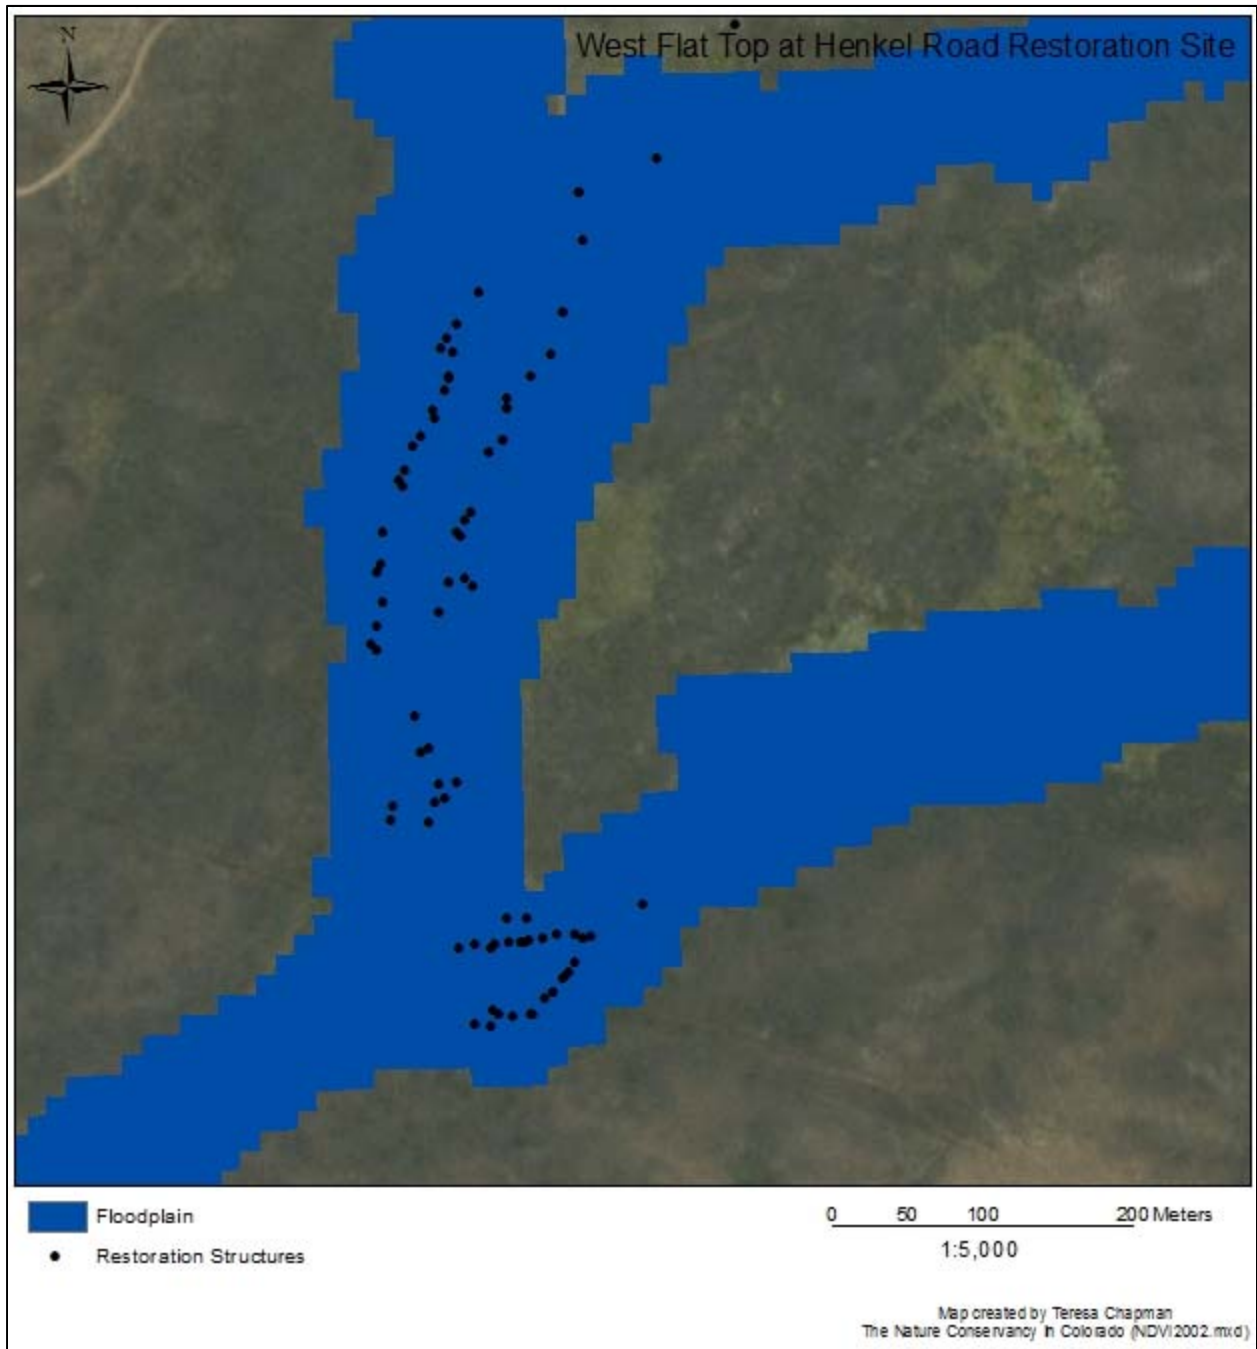 N
West Flat Top at Henkel Road Restoration Site
Floodplain
Restoration Structures
0 50 100 200 Meters
1:5,000
Map created by Teresa Chapman
The Nature Conservancy in Colorado (NDVI2002.mxd)